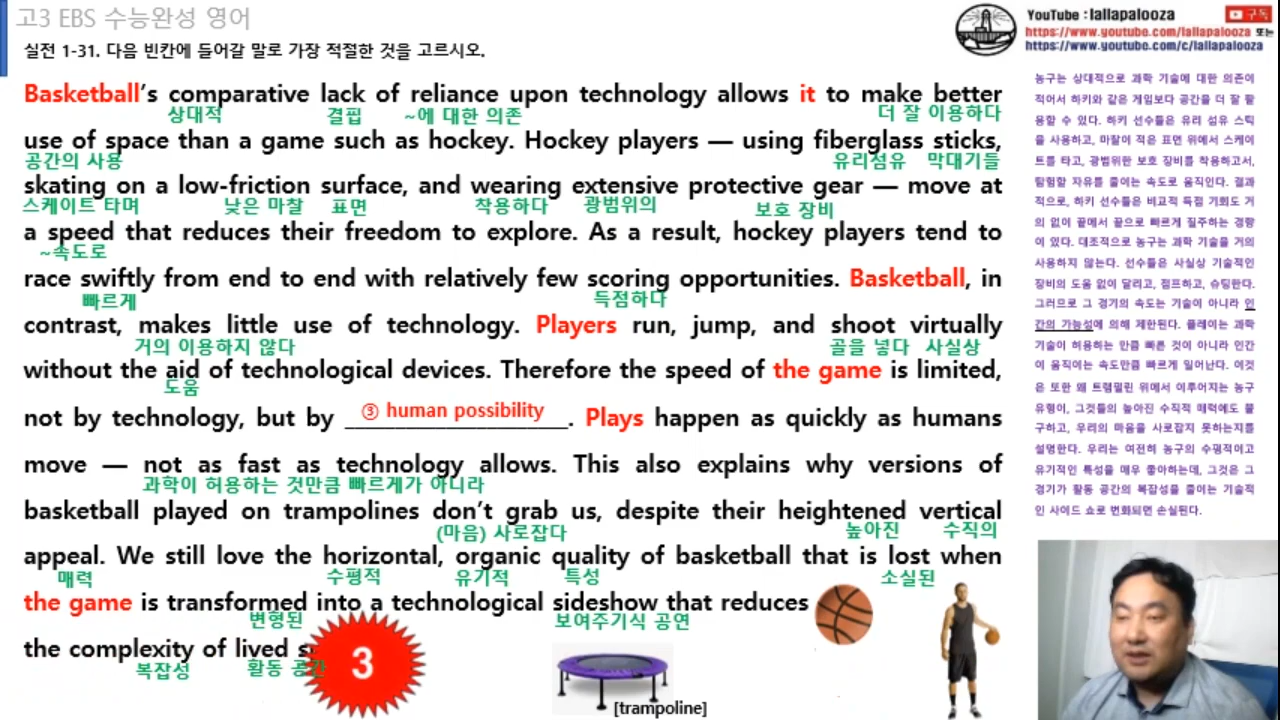 고3 EBS 수능완성 영어
YouTube : lallapalooza
구독
https://www.youtube.com/lallapalooza 또는
https://www.youtube.com/c/lallapalooza
실전 1-31. 다음 빈칸에 들어갈 말로 가장 적절한 것을 고르시오.
Basketball's comparative lack of reliance upon technology allows it to make better
상대적 결핍 ~에 대한 의존 더 잘 이용하다
use of space than a game such as hockey. Hockey players — using fiberglass sticks,
공간의 사용 유리섬유 막대기들
skating on a low-friction surface, and wearing extensive protective gear — move at
스케이트 타며 낮은 마찰 표면 착용하다 광범위의 보호 장비
a speed that reduces their freedom to explore. As a result, hockey players tend to
~속도로
race swiftly from end to end with relatively few scoring opportunities. Basketball, in
빠르게 득점하다
contrast, makes little use of technology. Players run, jump, and shoot virtually
거의 이용하지 않다 골을 넣다 사실상
without the aid of technological devices. Therefore the speed of the game is limited,
도움
not by technology, but by ③ human possibility. Plays happen as quickly as humans
move — not as fast as technology allows. This also explains why versions of
과학이 허용하는 것만큼 빠르게가 아니라
basketball played on trampolines don't grab us, despite their heightened vertical
(마음) 사로잡다 높아진 수직의
appeal. We still love the horizontal, organic quality of basketball that is lost when
매력 수평적 유기적 특성 소실된
the game is transformed into a technological sideshow that reduces
변형된 보여주기식 공연
the complexity of lived s
복잡성 활동 공간
3
[trampoline]
농구는 상대적으로 과학 기술에 대한 의존이
적어서 하키와 같은 게임보다 공간을 더 잘 활
용할 수 있다. 하키 선수들은 유리 섬유 스틱
을 사용하고, 마찰이 적은 표면 위에서 스케이
트를 타고, 광범위한 보호 장비를 착용하고서,
탐험할 자유를 줄이는 속도로 움직인다. 결과
적으로, 하키 선수들은 비교적 득점 기회도 거
의 없이 끝에서 끝으로 빠르게 질주하는 경향
이 있다. 대조적으로 농구는 과학 기술을 거의
사용하지 않는다. 선수들은 사실상 기술적인
장비의 도움 없이 달리고, 점프하고, 슈팅한다.
그러므로 그 경기의 속도는 기술이 아니라 인
간의 가능성에 의해 제한된다. 플레이는 과학
기술이 허용하는 만큼 빠른 것이 아니라 인간
이 움직이는 속도만큼 빠르게 일어난다. 이것
은 또한 왜 트램펄린 위에서 이루어지는 농구
유형이, 그것들의 높아진 수직적 매력에도 불
구하고, 우리의 마음을 사로잡지 못하는지를
설명한다. 우리는 여전히 농구의 수평적이고
유기적인 특성을 매우 좋아하는데, 그것은 그
경기가 활동 공간의 복잡성을 줄이는 기술적
인 사이드 쇼로 변화되면 손실된다.